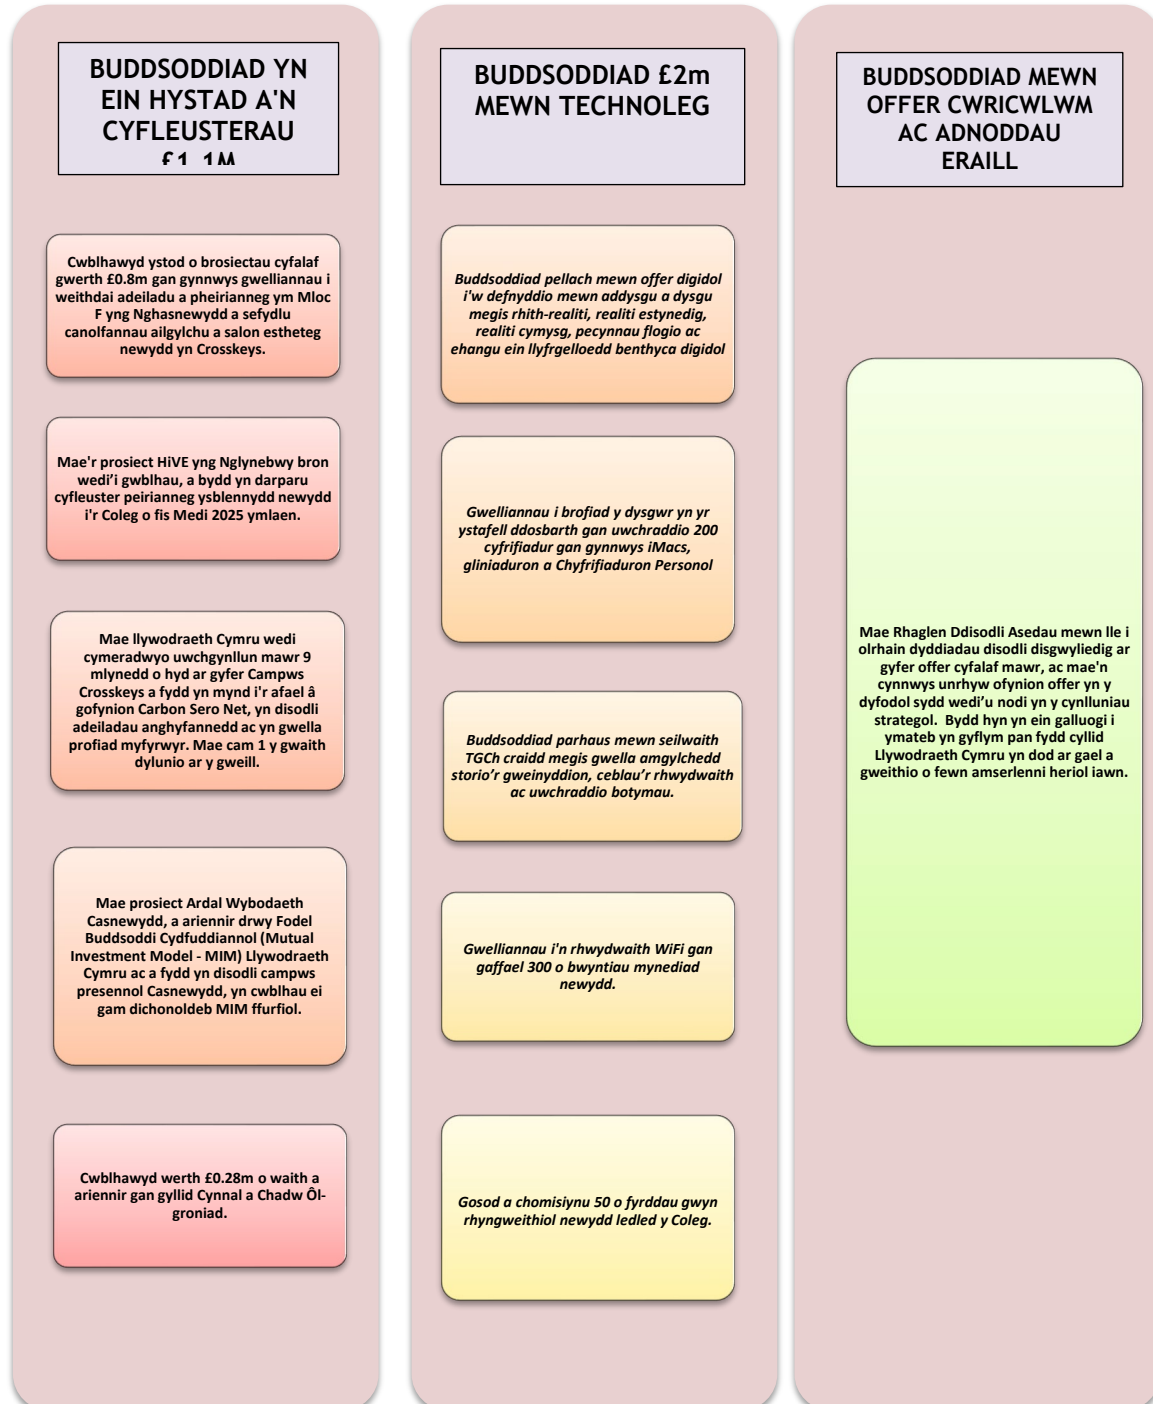 BUDDSODDIAD YN
EIN HYSTAD A'N
CYFLEUSTERAU
£1.1M
Cwblhawyd ystod o brosiectau cyfalaf
gwerth £0.8m gan gynnwys gwelliannau i
weithdai adeiladu a pheirianneg ym Mloc
F yng Nghasnewydd a sefydlu
canolfannau ailgylchu a salon estheteg
newydd yn Crosskeys.
Mae'r prosiect HiVE yng Nglynebwy bron
wedi’i gwblhau, a bydd yn darparu
cyfleuster peirianneg ysblennydd newydd
i'r Coleg o fis Medi 2025 ymlaen.
Mae llywodraeth Cymru wedi
cymeradwyo uwchgynllun mawr 9
mlynedd o hyd ar gyfer Campws
Crosskeys a fydd yn mynd i'r afael â
gofynion Carbon Sero Net, yn disodli
adeiladau anghyfannedd ac yn gwella
profiad myfyrwyr. Mae cam 1 y gwaith
dylunio ar y gweill.
Mae prosiect Ardal Wybodaeth
Casnewydd, a ariennir drwy Fodel
Buddsoddi Cydfuddiannol (Mutual
Investment Model - MIM) Llywodraeth
Cymru ac a fydd yn disodli campws
presennol Casnewydd, yn cwblhau ei
gam dichonoldeb MIM ffurfiol.
Cwblhawyd werth £0.28m o waith a
ariennir gan gyllid Cynnal a Chadw Ôl-
groniad.
BUDDSODDIAD £2m
MEWN TECHNOLEG
Buddsoddiad pellach mewn offer digidol
i'w defnyddio mewn addysgu a dysgu
megis rhith-realiti, realiti estynedig,
realiti cymysg, pecynnau flogio ac
ehangu ein llyfrgelloedd benthyca digidol
Gwelliannau i brofiad y dysgwr yn yr
ystafell ddosbarth gan uwchraddio 200
cyfrifiadur gan gynnwys iMacs,
gliniaduron a Chyfrifiaduron Personol
Buddsoddiad parhaus mewn seilwaith
TGCh craidd megis gwella amgylchedd
storio’r gweinyddion, ceblau’r rhwydwaith
ac uwchraddio botymau.
Gwelliannau i'n rhwydwaith WiFi gan
gaffael 300 o bwyntiau mynediad
newydd.
Gosod a chomisiynu 50 o fyrddau gwyn
rhyngweithiol newydd ledled y Coleg.
BUDDSODDIAD MEWN
OFFER CWRICWLWM
AC ADNODDAU
ERAILL
Mae Rhaglen Ddisodli Asedau mewn lle i
olrhain dyddiadau disodli disgwyliedig ar
gyfer offer cyfalaf mawr, ac mae'n
cynnwys unrhyw ofynion offer yn y
dyfodol sydd wedi’u nodi yn y cynlluniau
strategol. Bydd hyn yn ein galluogi i
ymateb yn gyflym pan fydd cyllid
Llywodraeth Cymru yn dod ar gael a
gweithio o fewn amserlenni heriol iawn.